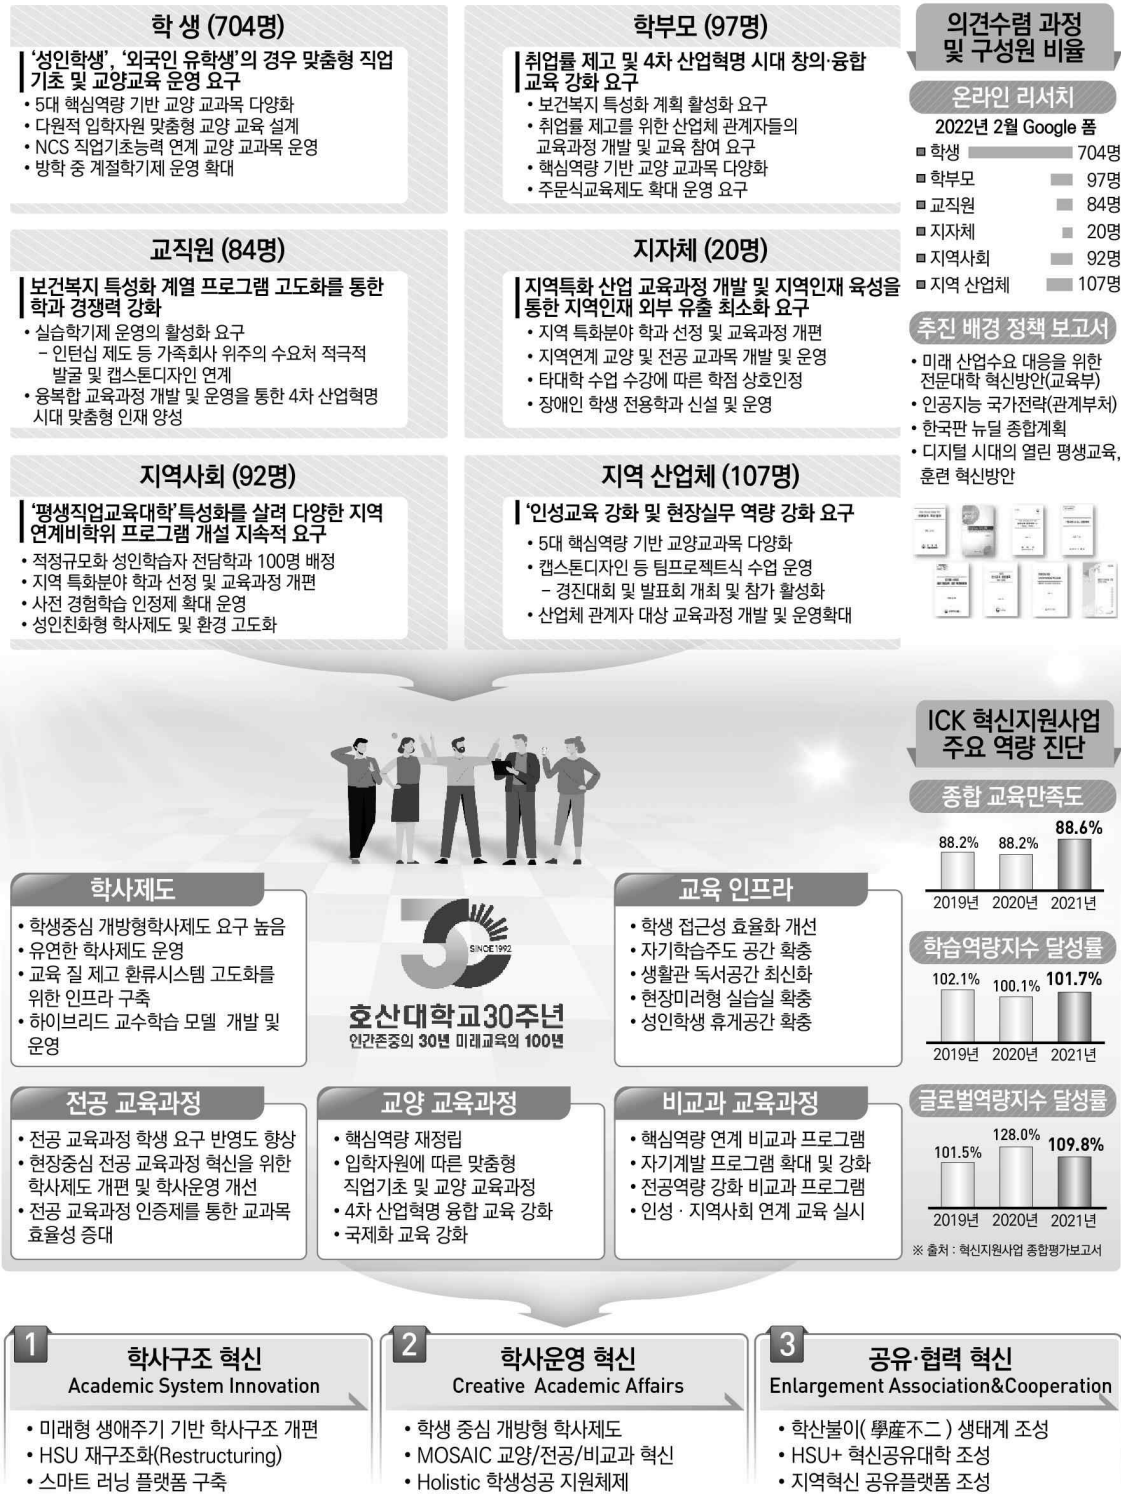 학 생 (704명)
'성인학생', '외국인 유학생'의 경우 맞춤형 직업
기초 및 교양교육 운영 요구
• 5대 핵심역량 기반 교양 교과목 다양화
• 다원적 입학자원 맞춤형 교양 교육 설계
• NCS 직업기초능력 연계 교양 교과목 운영
• 방학 중 계절학기제 운영 확대
학부모 (97명)
취업률 제고 및 4차 산업혁명 시대 창의·융합
교육 강화 요구
• 보건복지 특성화 계획 활성화 요구
• 취업률 제고를 위한 산업체 관계자들의
교육과정 개발 및 교육 참여 요구
• 핵심역량 기반 교양 교과목 다양화
• 주문식교육제도 확대 운영 요구
교직원 (84명)
보건복지 특성화 계열 프로그램 고도화를 통한
학과 경쟁력 강화
• 실습학기제 운영의 활성화 요구
– 인턴십 제도 등 가족회사 위주의 수요처 적극적
발굴 및 캡스톤디자인 연계
• 융복합 교육과정 개발 및 운영을 통한 4차 산업혁명
시대 맞춤형 인재 양성
지자체 (20명)
지역특화 산업 교육과정 개발 및 지역인재 육성을
통한 지역인재 외부 유출 최소화 요구
• 지역 특화분야 학과 선정 및 교육과정 개편
• 지역연계 교양 및 전공 교과목 개발 및 운영
• 타대학 수업 수강에 따른 학점 상호인정
• 장애인 학생 전용학과 신설 및 운영
지역사회 (92명)
'평생직업교육대학'특성화를 살려 다양한 지역
연계비학위 프로그램 개설 지속적 요구
• 적정규모화 성인학습자 전담학과 100명 배정
• 지역 특화분야 학과 선정 및 교육과정 개편
• 사전 경험학습 인정제 확대 운영
• 성인친화형 학사제도 및 환경 고도화
지역 산업체 (107명)
'인성교육 강화 및 현장실무 역량 강화 요구
• 5대 핵심역량 기반 교양교과목 다양화
• 캡스톤디자인 등 팀프로젝트식 수업 운영
– 경진대회 및 발표회 개최 및 참가 활성화
• 산업체 관계자 대상 교육과정 개발 및 운영확대
의견수렴 과정
및 구성원 비율
온라인 리서치
2022년 2월 Google 폼
학생 704명
학부모 97명
교직원 84명
지자체 20명
지역사회 92명
지역 산업체 107명
추진 배경 정책 보고서
• 미래 산업수요 대응을 위한
전문대학 혁신방안(교육부)
• 인공지능 국가전략(관계부처)
• 한국판 뉴딜 종합계획
• 디지털 시대의 열린 평생교육,
훈련 혁신방안
ICK 혁신지원사업
주요 역량 진단
종합 교육만족도
88.2% 88.2% 88.6%
2019년 2020년 2021년
학습역량지수 달성률
102.1% 100.1% 101.7%
2019년 2020년 2021년
글로벌역량지수 달성률
101.5% 128.0% 109.8%
2019년 2020년 2021년
※ 출처 : 혁신지원사업 종합평가보고서
학사제도
• 학생중심 개방형학사제도 요구 높음
• 유연한 학사제도 운영
• 교육 질 제고 환류시스템 고도화를
위한 인프라 구축
• 하이브리드 교수학습 모델 개발 및
운영
30
SINCE 1992
호산대학교30주년
인간존중의 30년 미래교육의 100년
교육 인프라
• 학생 접근성 효율화 개선
• 자기학습주도 공간 확충
• 생활관 독서공간 최신화
• 현장미러형 실습실 확충
• 성인학생 휴게공간 확충
전공 교육과정
• 전공 교육과정 학생 요구 반영도 향상
• 현장중심 전공 교육과정 혁신을 위한
학사제도 개편 및 학사운영 개선
• 전공 교육과정 인증제를 통한 교과목
효율성 증대
교양 교육과정
• 핵심역량 재정립
• 입학자원에 따른 맞춤형
직업기초 및 교양 교육과정
• 4차 산업혁명 융합 교육 강화
• 국제화 교육 강화
비교과 교육과정
• 핵심역량 연계 비교과 프로그램
• 자기계발 프로그램 확대 및 강화
• 전공역량 강화 비교과 프로그램
• 인성 · 지역사회 연계 교육 실시
1
학사구조 혁신
Academic System Innovation
• 미래형 생애주기 기반 학사구조 개편
• HSU 재구조화(Restructuring)
• 스마트 러닝 플랫폼 구축
2
학사운영 혁신
Creative Academic Affairs
• 학생 중심 개방형 학사제도
• MOSAIC 교양/전공/비교과 혁신
• Holistic 학생성공 지원체제
3
공유·협력 혁신
Enlargement Association&Cooperation
• 학산불이( 學産不二 ) 생태계 조성
• HSU+ 혁신공유대학 조성
• 지역혁신 공유플랫폼 조성